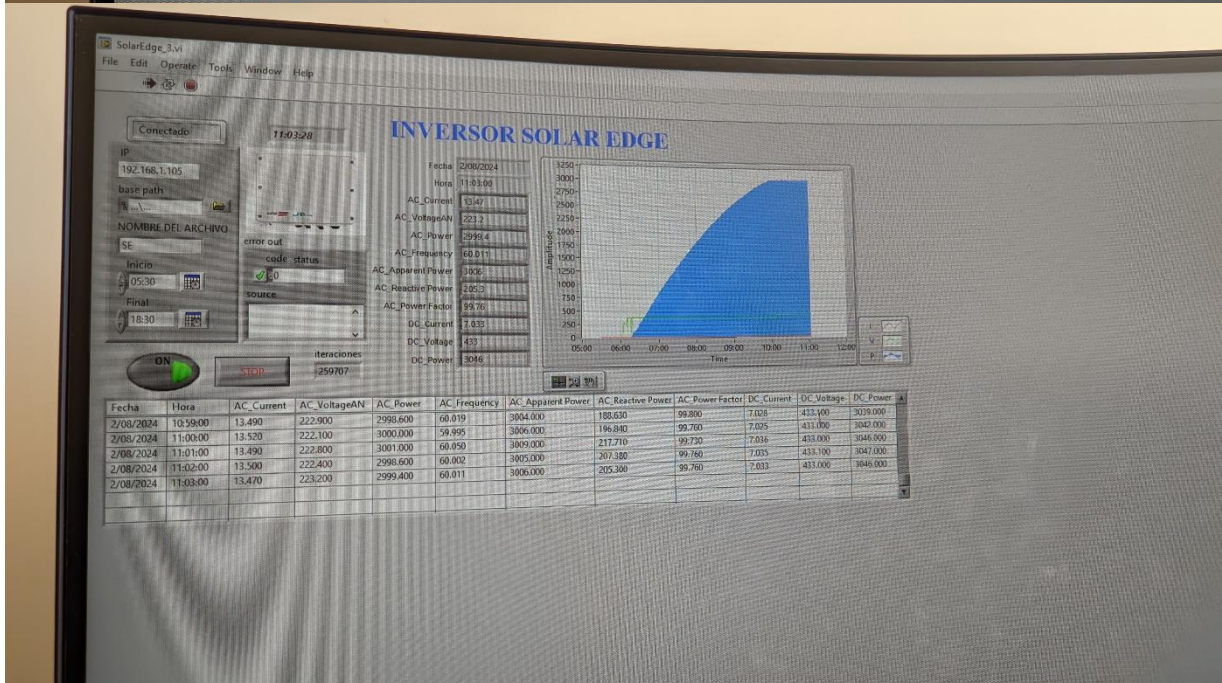 SolarEdge_3.vi
File Edit Operate Tools Window Help
Conectado
11:03:28
INVERSOR SOLAR EDGE
IP
192.168.1.105
base path
NOMBRE DEL ARCHIVO
SE
Inicio
05:30
Final
18:30
error out
code status
0
source
ON
STOP
iteraciones
259707
Fecha 2/08/2024
Hora 11:03:00
AC_Current 13.47
AC_VoltageAN 223.2
AC_Power 2999.4
AC_Frequency 60.011
AC_Apparent Power 3006
AC_Reactive Power 205.3
AC_Power Factor 99.76
DC_Current 7.033
DC_Voltage 433
DC_Power 3046
Amplitude
3250
3000
2750
2500
2250
2000
1750
1500
1250
1000
750
500
250
0
05:00 06:00 07:00 08:00 09:00 10:00 11:00 12:00
Time
I
V
P
Fecha Hora AC_Current AC_VoltageAN AC_Power AC_Frequency AC_Apparent Power AC_Reactive Power AC_Power Factor DC_Current DC_Voltage DC_Power
2/08/2024 10:59:00 13.490 222.900 2998.600 60.019 3004.000 188.630 99.800 7.028 433.100 3039.000
2/08/2024 11:00:00 13.520 222.100 3000.000 59.995 3006.000 196.840 99.760 7.025 433.000 3042.000
2/08/2024 11:01:00 13.490 222.800 3001.000 60.050 3009.000 217.710 99.730 7.036 433.000 3046.000
2/08/2024 11:02:00 13.500 222.400 2998.600 60.002 3005.000 207.380 99.760 7.035 433.100 3047.000
2/08/2024 11:03:00 13.470 223.200 2999.400 60.011 3006.000 205.300 99.760 7.033 433.000 3046.000